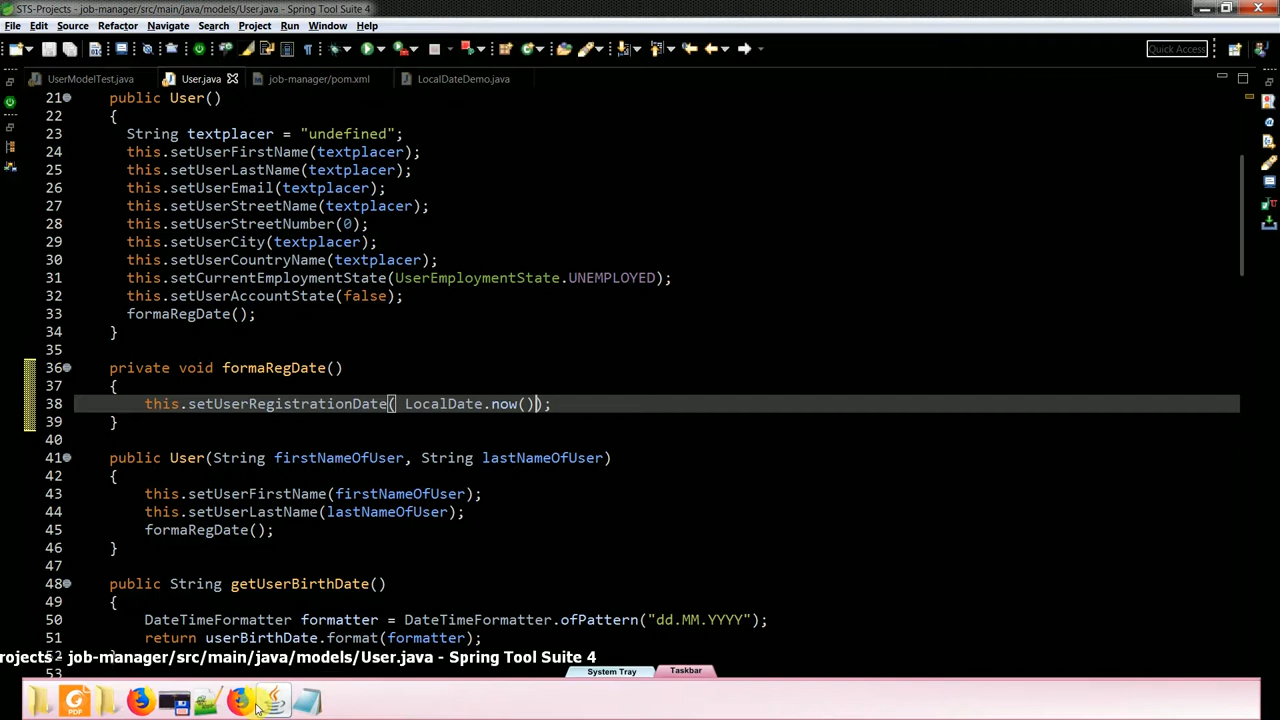 STS-Projects - job-manager/src/main/java/models/User.java - Spring Tool Suite 4
File Edit Source Refactor Navigate Search Project Run Window Help
Quick Access
UserModelTest.java User.java job-manager/pom.xml LocalDateDemo.java
21 public User()
22 {
23 String textplacer = "undefined";
24 this.setUserFirstName(textplacer);
25 this.setUserLastName(textplacer);
26 this.setUserEmail(textplacer);
27 this.setUserStreetName(textplacer);
28 this.setUserStreetNumber(0);
29 this.setUserCity(textplacer);
30 this.setUserCountryName(textplacer);
31 this.setCurrentEmploymentState(UserEmploymentState.UNEMPLOYED);
32 this.setUserAccountState(false);
33 formaRegDate();
34 }
35
36 private void formaRegDate()
37 {
38 this.setUserRegistrationDate( LocalDate.now());
39 }
40
41 public User(String firstNameOfUser, String lastNameOfUser)
42 {
43 this.setUserFirstName(firstNameOfUser);
44 this.setUserLastName(lastNameOfUser);
45 formaRegDate();
46 }
47
48 public String getUserBirthDate()
49 {
50 DateTimeFormatter formatter = DateTimeFormatter.ofPattern("dd.MM.YYYY");
51 return userBirthDate.format(formatter);
52 }
rojects - job-manager/src/main/java/models/User.java - Spring Tool Suite 4
53
System Tray Taskbar
PDF